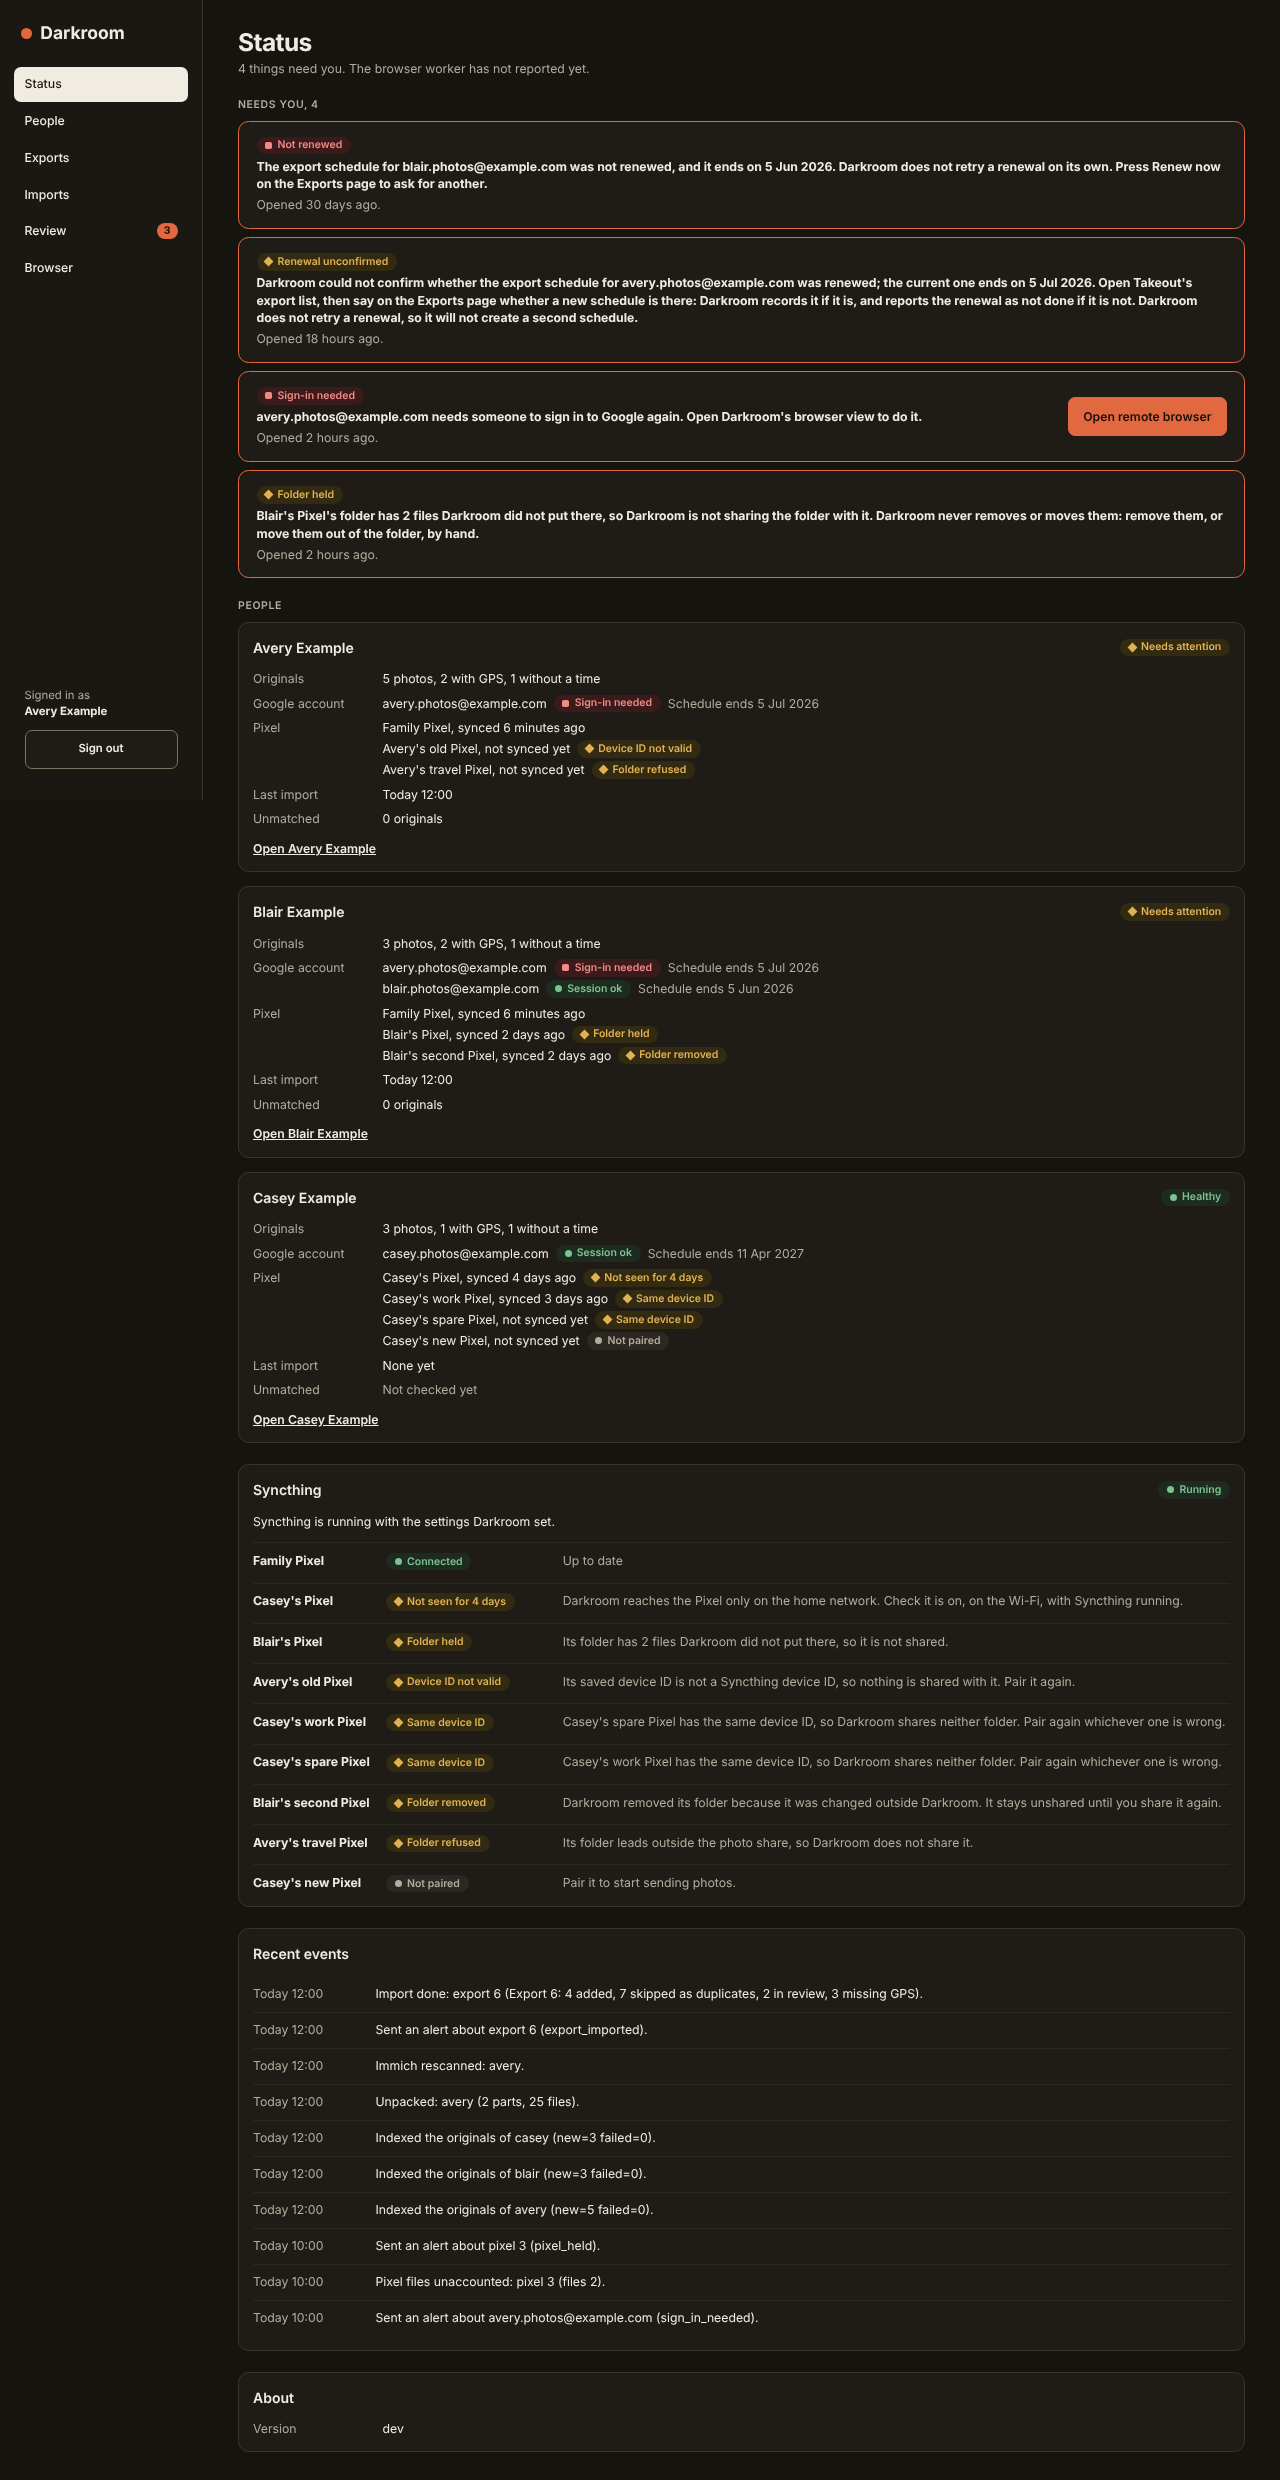 Darkroom
Status
People
Exports
Imports
Review 3
Browser
Signed in as
Avery Example
Sign out
Status
4 things need you. The browser worker has not reported yet.
NEEDS YOU, 4
Not renewed
The export schedule for blair.photos@example.com was not renewed, and it ends on 5 Jun 2026. Darkroom does not retry a renewal on its own. Press Renew now
on the Exports page to ask for another.
Opened 30 days ago.
Renewal unconfirmed
Darkroom could not confirm whether the export schedule for avery.photos@example.com was renewed; the current one ends on 5 Jul 2026. Open Takeout's
export list, then say on the Exports page whether a new schedule is there: Darkroom records it if it is, and reports the renewal as not done if it is not. Darkroom
does not retry a renewal, so it will not create a second schedule.
Opened 18 hours ago.
Sign-in needed
avery.photos@example.com needs someone to sign in to Google again. Open Darkroom's browser view to do it.
Opened 2 hours ago.
Open remote browser
Folder held
Blair's Pixel's folder has 2 files Darkroom did not put there, so Darkroom is not sharing the folder with it. Darkroom never removes or moves them: remove them, or
move them out of the folder, by hand.
Opened 2 hours ago.
PEOPLE
Avery Example Needs attention
Originals 5 photos, 2 with GPS, 1 without a time
Google account avery.photos@example.com Sign-in needed Schedule ends 5 Jul 2026
Pixel Family Pixel, synced 6 minutes ago
Avery's old Pixel, not synced yet Device ID not valid
Avery's travel Pixel, not synced yet Folder refused
Last import Today 12:00
Unmatched 0 originals
Open Avery Example
Blair Example Needs attention
Originals 3 photos, 2 with GPS, 1 without a time
Google account avery.photos@example.com Sign-in needed Schedule ends 5 Jul 2026
blair.photos@example.com Session ok Schedule ends 5 Jun 2026
Pixel Family Pixel, synced 6 minutes ago
Blair's Pixel, synced 2 days ago Folder held
Blair's second Pixel, synced 2 days ago Folder removed
Last import Today 12:00
Unmatched 0 originals
Open Blair Example
Casey Example Healthy
Originals 3 photos, 1 with GPS, 1 without a time
Google account casey.photos@example.com Session ok Schedule ends 11 Apr 2027
Pixel Casey's Pixel, synced 4 days ago Not seen for 4 days
Casey's work Pixel, synced 3 days ago Same device ID
Casey's spare Pixel, not synced yet Same device ID
Casey's new Pixel, not synced yet Not paired
Last import None yet
Unmatched Not checked yet
Open Casey Example
Syncthing Running
Syncthing is running with the settings Darkroom set.
Family Pixel Connected Up to date
Casey's Pixel Not seen for 4 days Darkroom reaches the Pixel only on the home network. Check it is on, on the Wi-Fi, with Syncthing running.
Blair's Pixel Folder held Its folder has 2 files Darkroom did not put there, so it is not shared.
Avery's old Pixel Device ID not valid Its saved device ID is not a Syncthing device ID, so nothing is shared with it. Pair it again.
Casey's work Pixel Same device ID Casey's spare Pixel has the same device ID, so Darkroom shares neither folder. Pair again whichever one is wrong.
Casey's spare Pixel Same device ID Casey's work Pixel has the same device ID, so Darkroom shares neither folder. Pair again whichever one is wrong.
Blair's second Pixel Folder removed Darkroom removed its folder because it was changed outside Darkroom. It stays unshared until you share it again.
Avery's travel Pixel Folder refused Its folder leads outside the photo share, so Darkroom does not share it.
Casey's new Pixel Not paired Pair it to start sending photos.
Recent events
Today 12:00 Import done: export 6 (Export 6: 4 added, 7 skipped as duplicates, 2 in review, 3 missing GPS).
Today 12:00 Sent an alert about export 6 (export_imported).
Today 12:00 Immich rescanned: avery.
Today 12:00 Unpacked: avery (2 parts, 25 files).
Today 12:00 Indexed the originals of casey (new=3 failed=0).
Today 12:00 Indexed the originals of blair (new=3 failed=0).
Today 12:00 Indexed the originals of avery (new=5 failed=0).
Today 10:00 Sent an alert about pixel 3 (pixel_held).
Today 10:00 Pixel files unaccounted: pixel 3 (files 2).
Today 10:00 Sent an alert about avery.photos@example.com (sign_in_needed).
About
Version dev